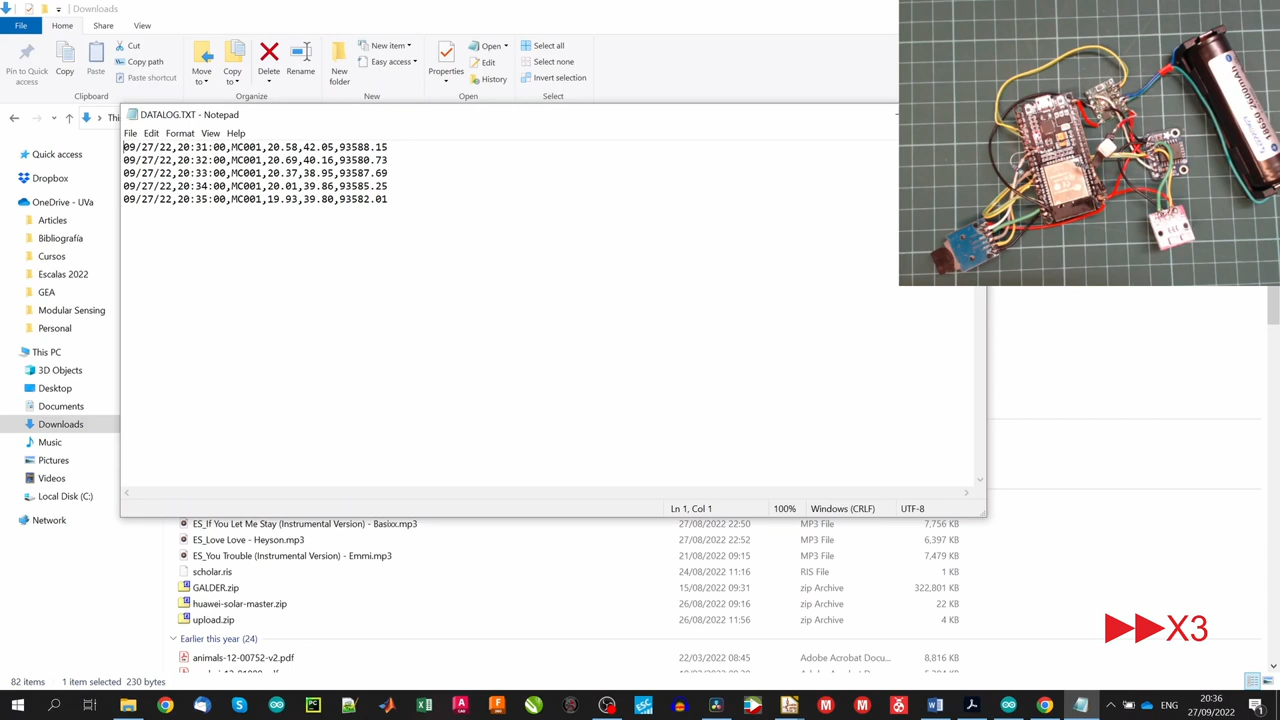 Downloads
File Home Share View
Pin to Quick access
Copy
Paste
Cut
Copy path
Paste shortcut
Move to
Copy to
Delete
Rename
New folder
New item
Easy access
Properties
Open
Edit
History
Select all
Select none
Invert selection
Clipboard Organize New Open Select
Thi
DATALOG.TXT - Notepad
File Edit Format View Help
09/27/22,20:31:00,MC001,20.58,42.05,93588.15
09/27/22,20:32:00,MC001,20.69,40.16,93580.73
09/27/22,20:33:00,MC001,20.37,38.95,93587.69
09/27/22,20:34:00,MC001,20.01,39.86,93585.25
09/27/22,20:35:00,MC001,19.93,39.80,93582.01
Quick access
Dropbox
OneDrive - UVa
Articles
Bibliografía
Cursos
Escalas 2022
GEA
Modular Sensing
Personal
This PC
3D Objects
Desktop
Documents
Downloads
Music
Pictures
Videos
Local Disk (C:)
Network
Ln 1, Col 1 100% Windows (CRLF) UTF-8
ES_If You Let Me Stay (Instrumental Version) - Basixx.mp3 27/08/2022 22:50 MP3 File 7,756 KB
ES_Love Love - Heyson.mp3 27/08/2022 22:52 MP3 File 6,397 KB
ES_You Trouble (Instrumental Version) - Emmi.mp3 21/08/2022 09:15 MP3 File 7,479 KB
scholar.ris 24/08/2022 11:16 RIS File 1 KB
GALDER.zip 15/08/2022 09:31 zip Archive 322,801 KB
huawei-solar-master.zip 26/08/2022 09:16 zip Archive 22 KB
upload.zip 26/08/2022 11:56 zip Archive 4 KB
Earlier this year (24)
animals-12-00752-v2.pdf 22/03/2022 08:45 Adobe Acrobat Docu... 8,816 KB
X3
82 items 1 item selected 230 bytes
ENG
20:36
27/09/2022